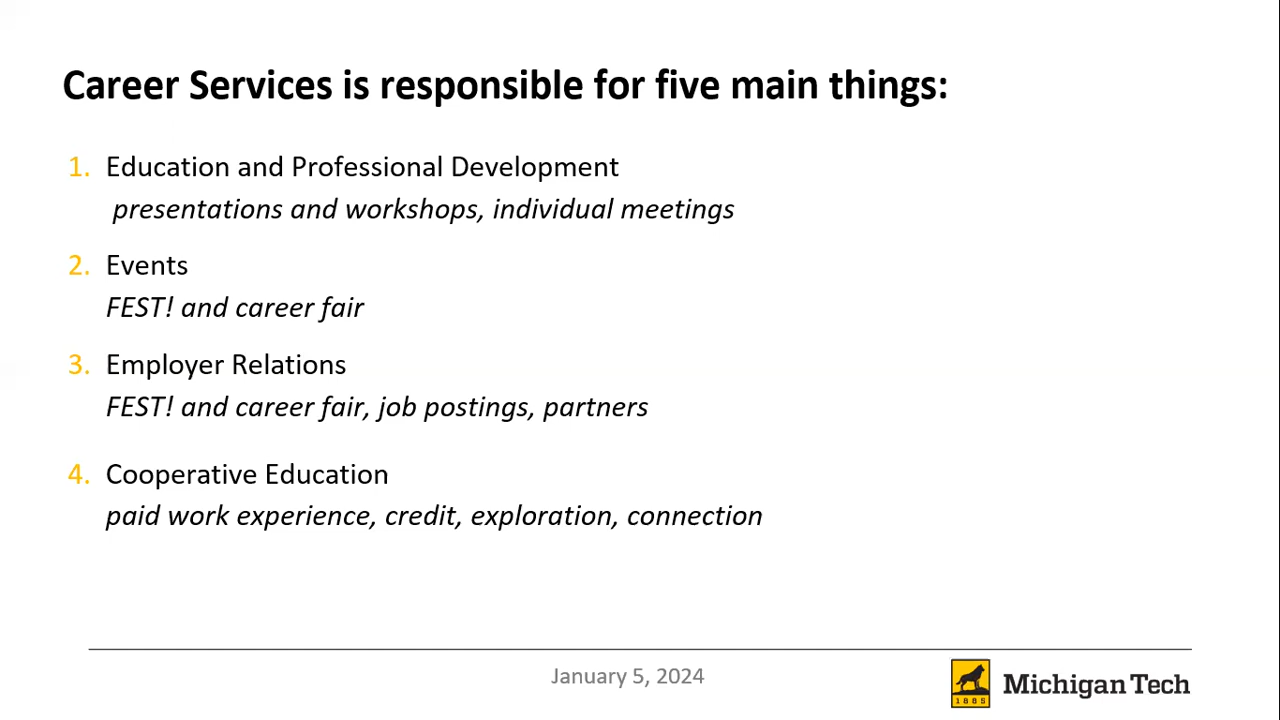 Career Services is responsible for five main things:
1. Education and Professional Development
presentations and workshops, individual meetings
2. Events
FEST! and career fair
3. Employer Relations
FEST! and career fair, job postings, partners
4. Cooperative Education
paid work experience, credit, exploration, connection
January 5, 2024
1885
Michigan Tech